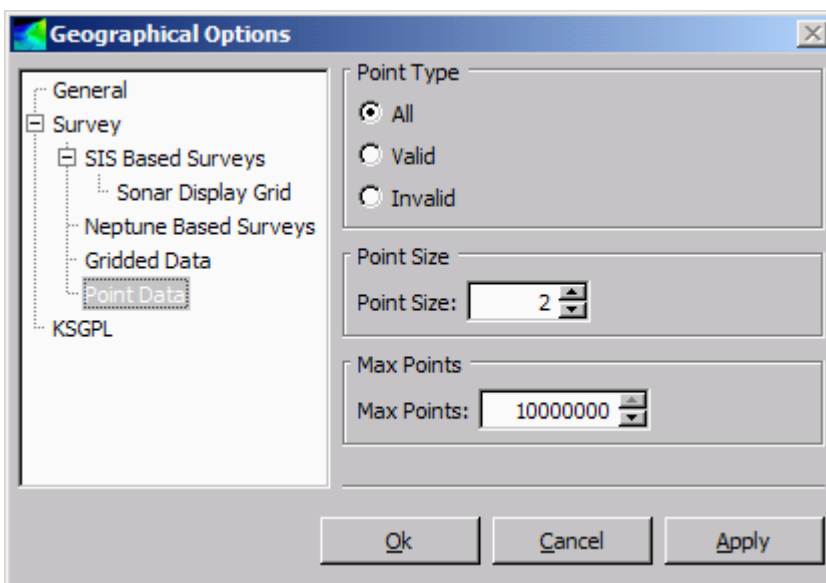 Geographical Options
General
Survey
SIS Based Surveys
Sonar Display Grid
Neptune Based Surveys
Gridded Data
Point Data
KSGPL
Point Type
All
Valid
Invalid
Point Size
Point Size: 2
Max Points
Max Points: 10000000
Ok
Cancel
Apply